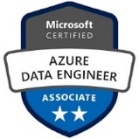 Microsoft
CERTIFIED
AZURE
DATA ENGINEER
ASSOCIATE